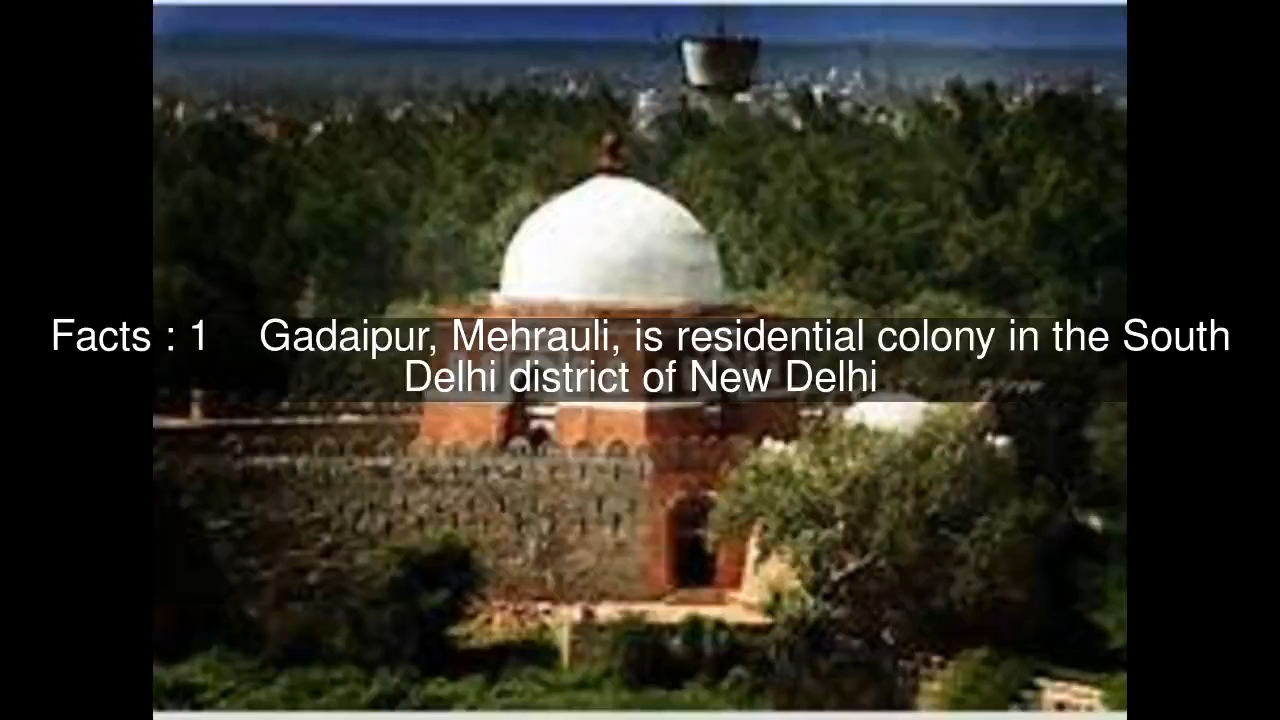 Facts : 1    Gadaipur, Mehrauli, is residential colony in the South
Delhi district of New Delhi